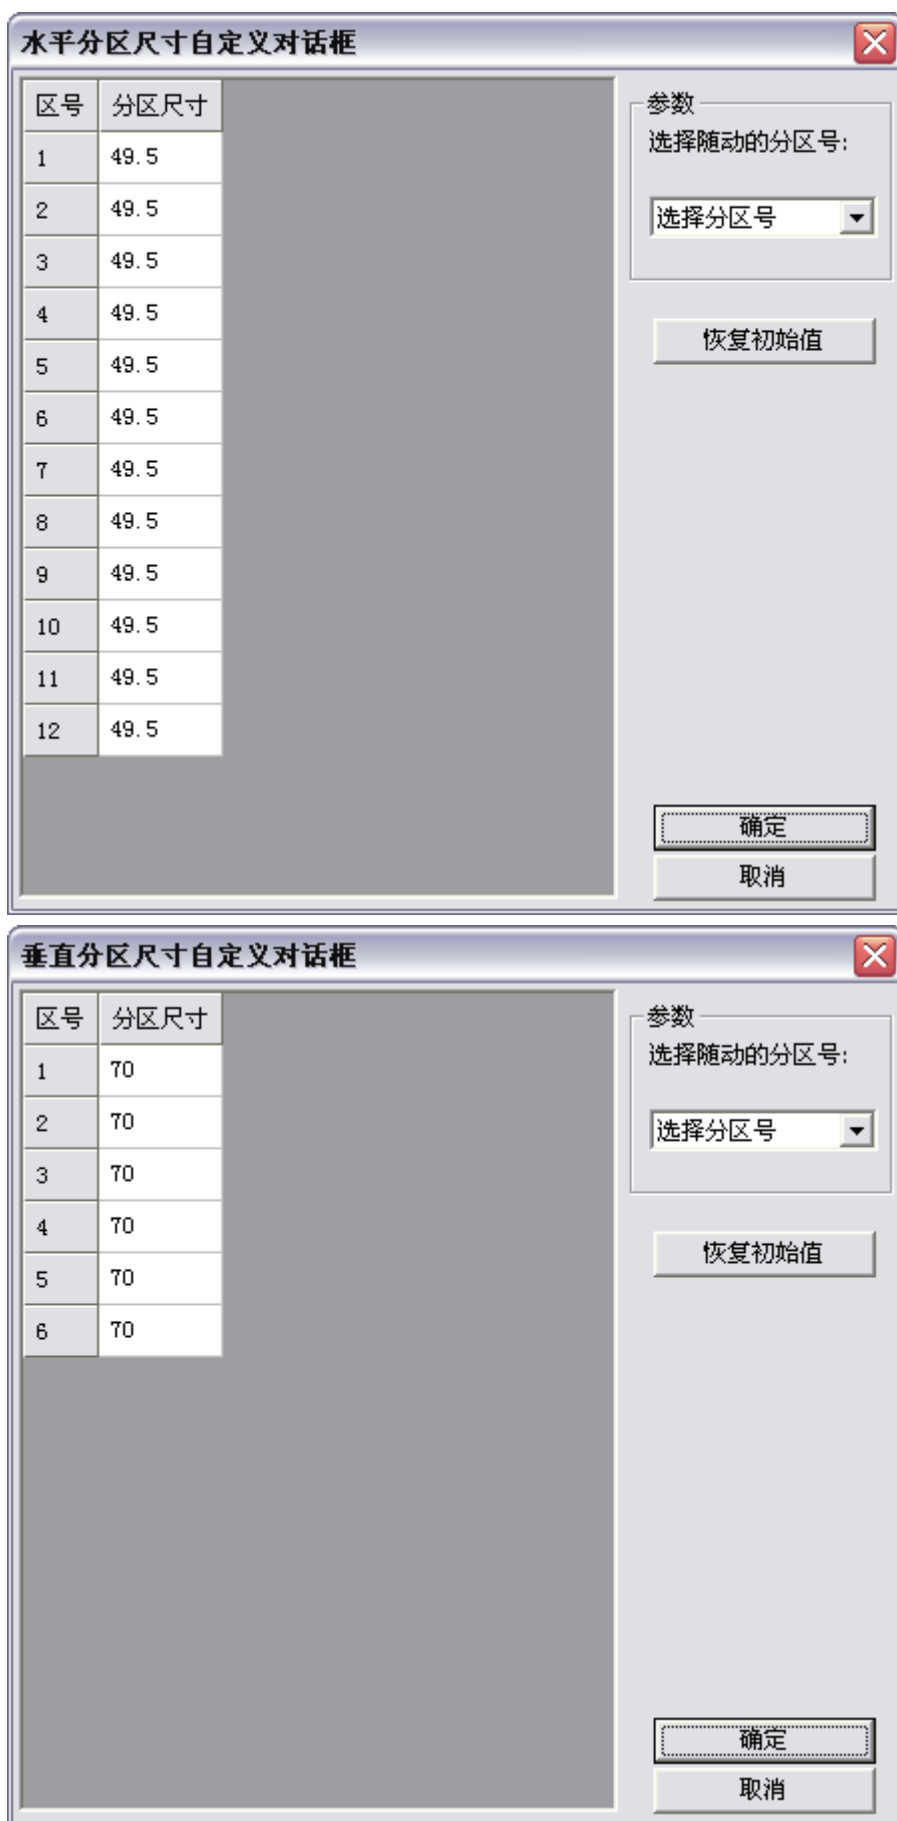 水平分区尺寸自定义对话框
区号 分区尺寸
1 49.5
2 49.5
3 49.5
4 49.5
5 49.5
6 49.5
7 49.5
8 49.5
9 49.5
10 49.5
11 49.5
12 49.5
参数
选择随动的分区号:
选择分区号
恢复初始值
确定
取消
垂直分区尺寸自定义对话框
区号 分区尺寸
1 70
2 70
3 70
4 70
5 70
6 70
参数
选择随动的分区号:
选择分区号
恢复初始值
确定
取消